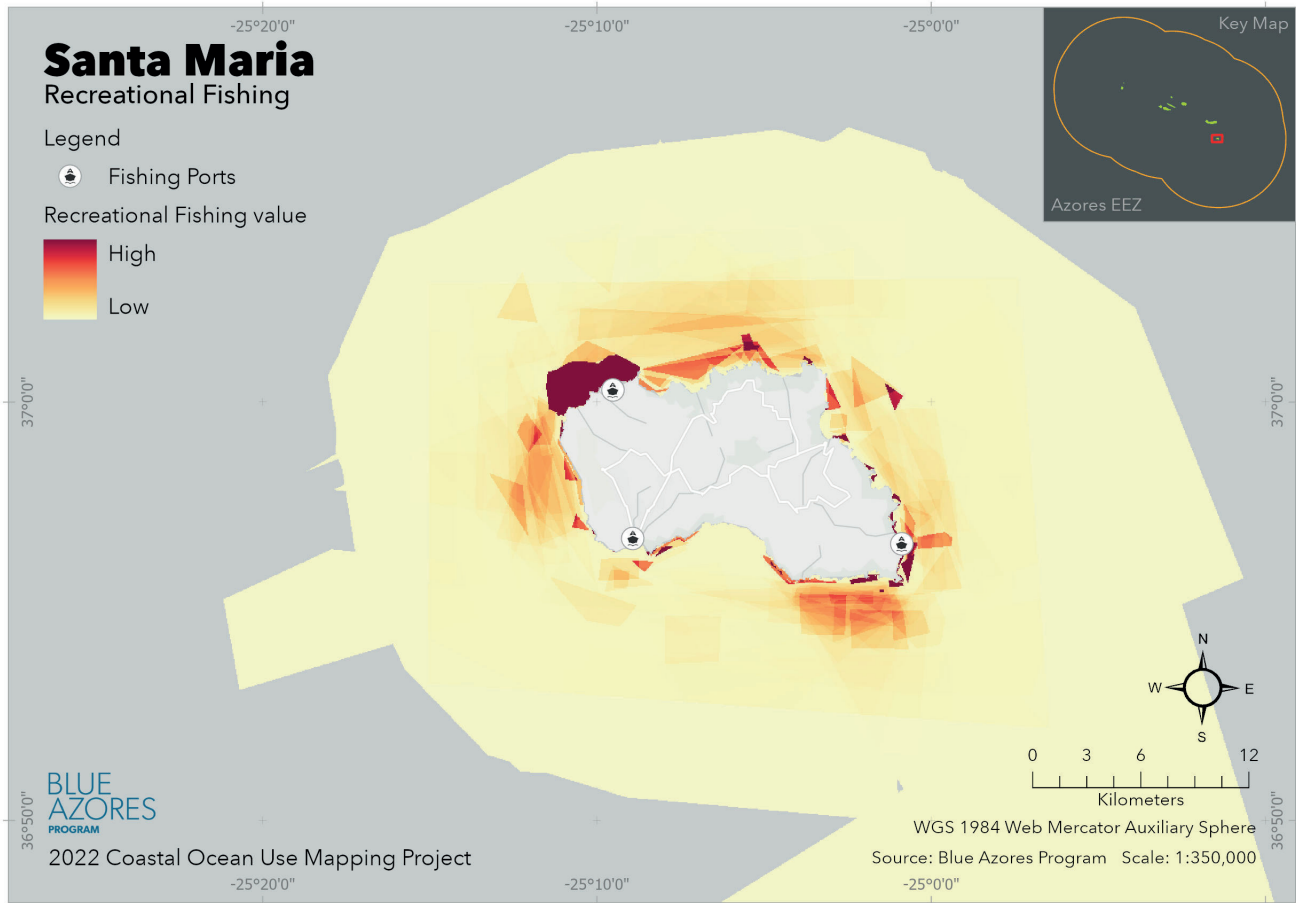 -25°20'0"
-25°10'0"
-25°0'0"
Key Map
Santa Maria
Recreational Fishing
Legend
Fishing Ports
Recreational Fishing value
High
Low
Azores EEZ
37°0'0"
37°0'0"
N
W
E
S
0 3 6 12
Kilometers
36°50'0"
36°50'0"
BLUE
AZORES
PROGRAM
2022 Coastal Ocean Use Mapping Project
WGS 1984 Web Mercator Auxiliary Sphere
Source: Blue Azores Program Scale: 1:350,000
-25°20'0"
-25°10'0"
-25°0'0"